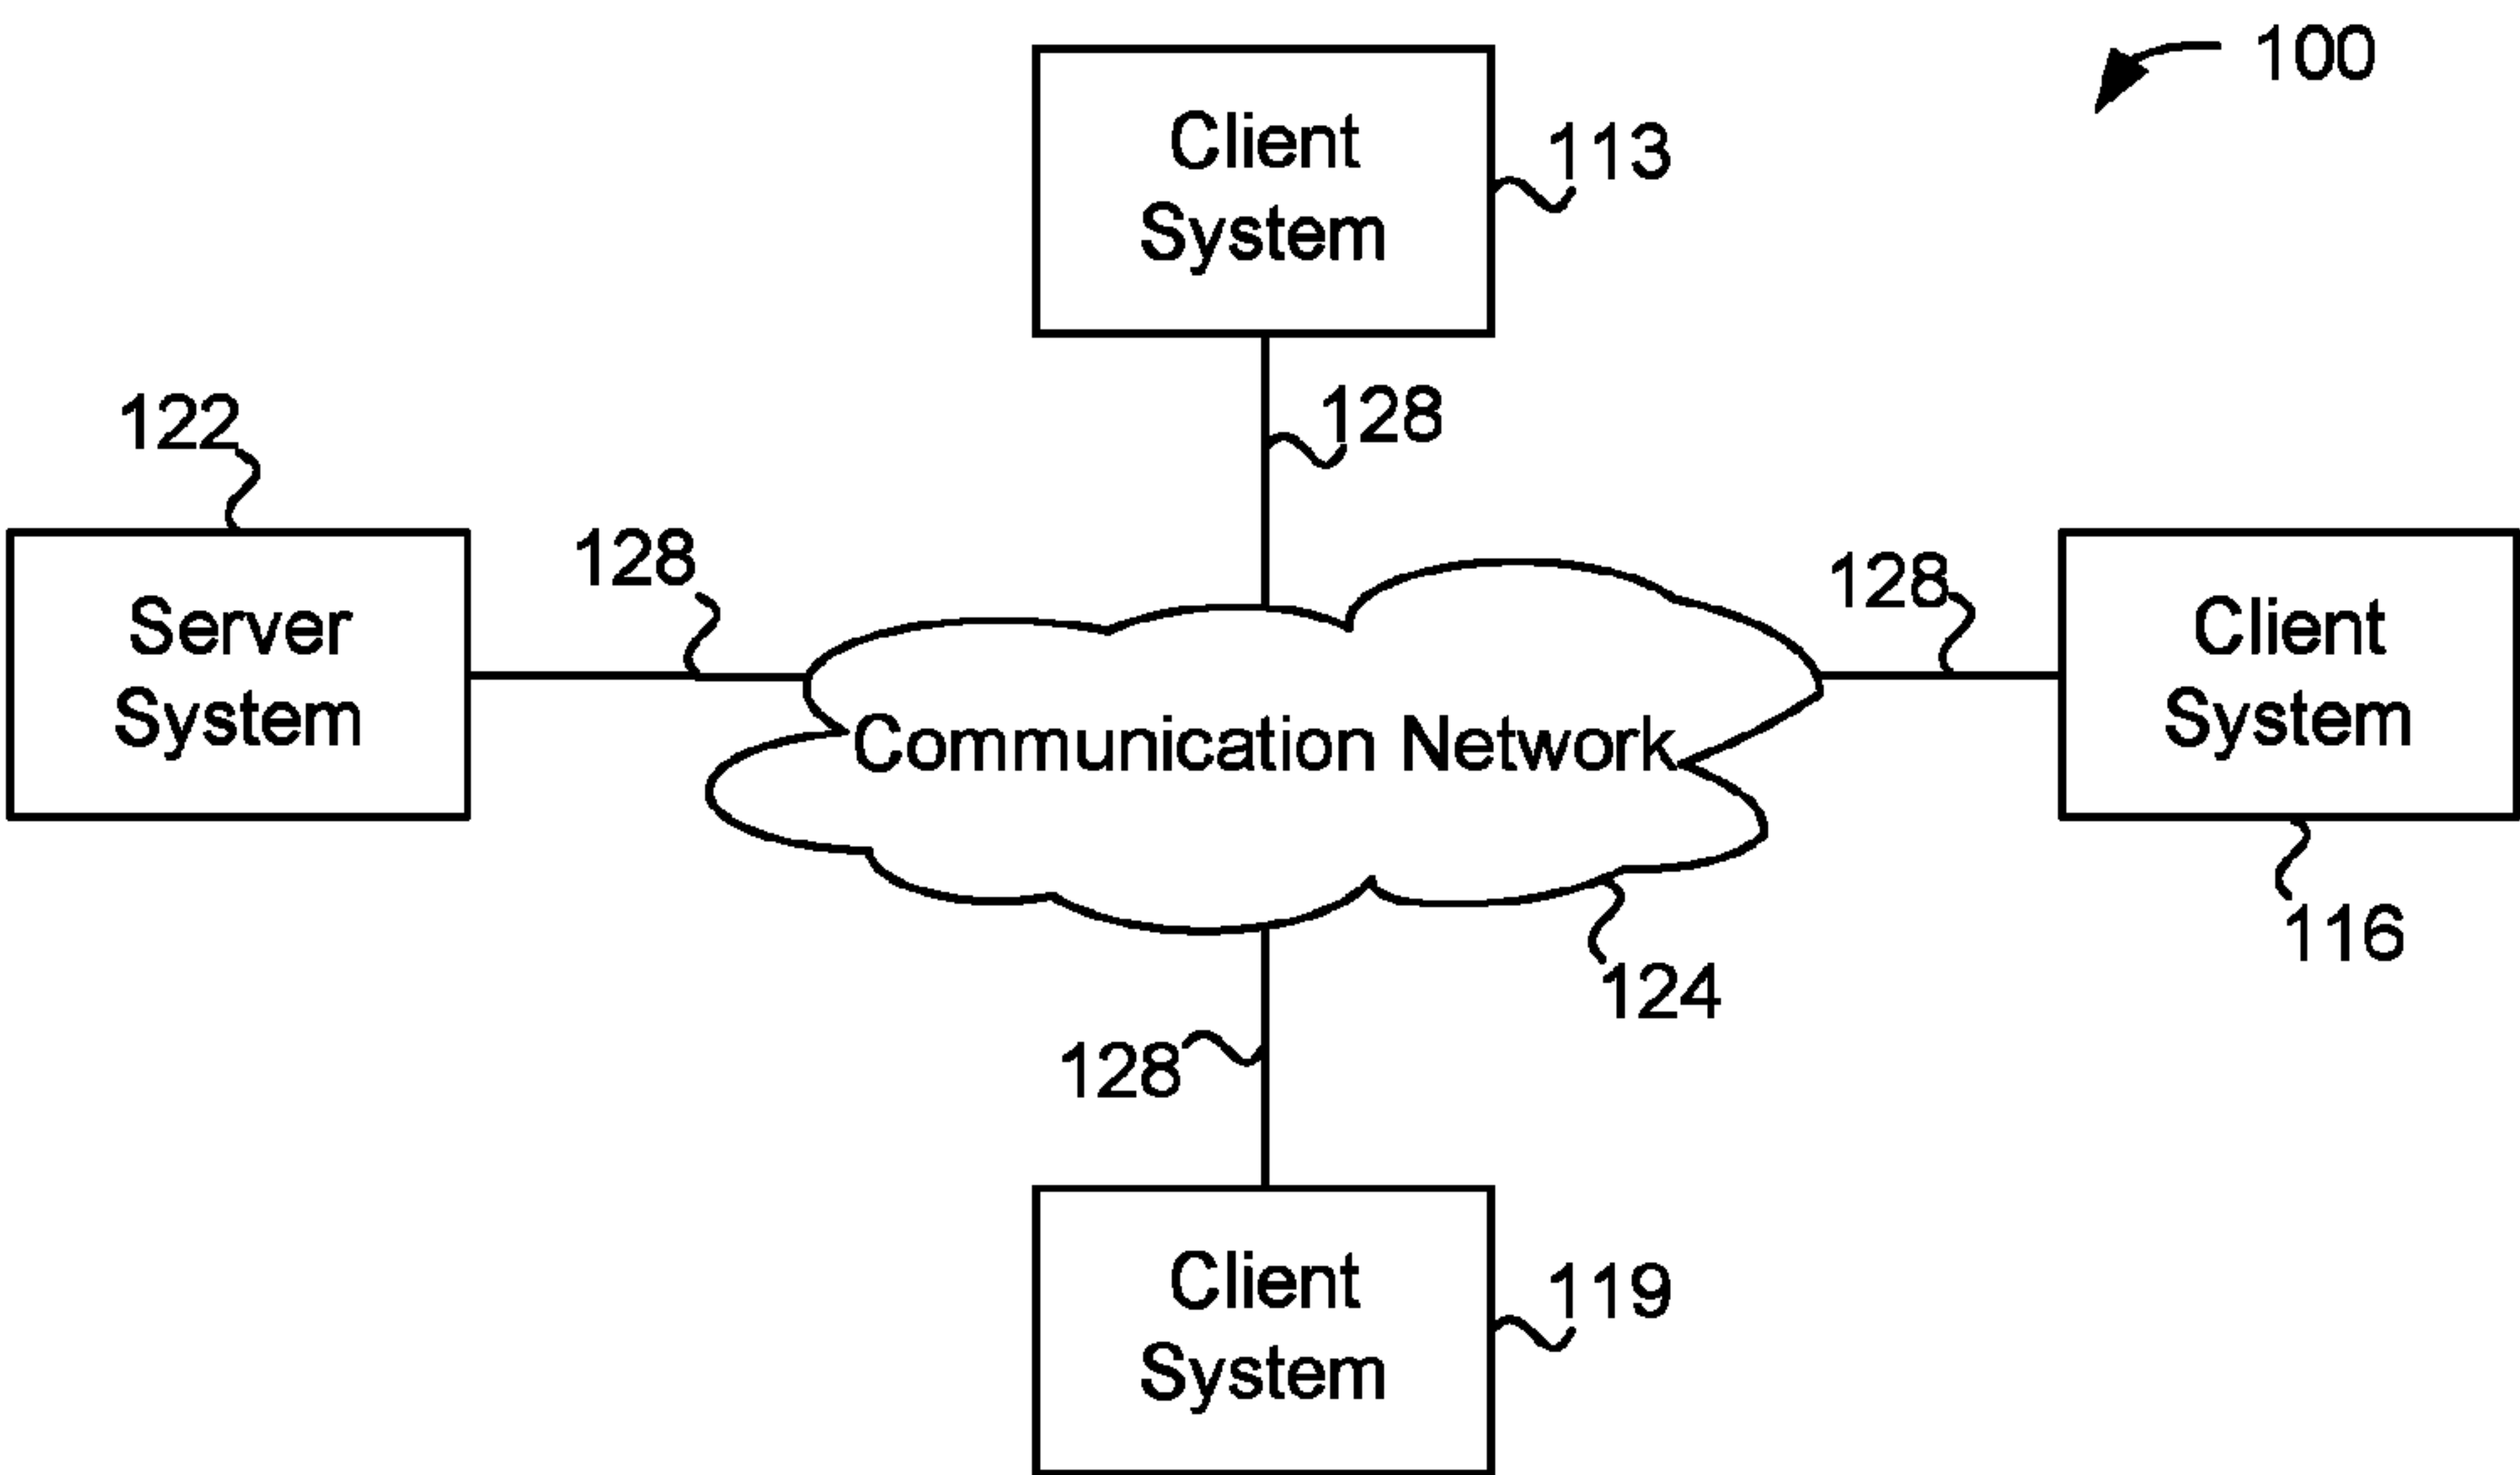 100
Client
System
113
128
122
Server
System
128
128
Client
System
Communication Network
116
124
128
Client
System
119